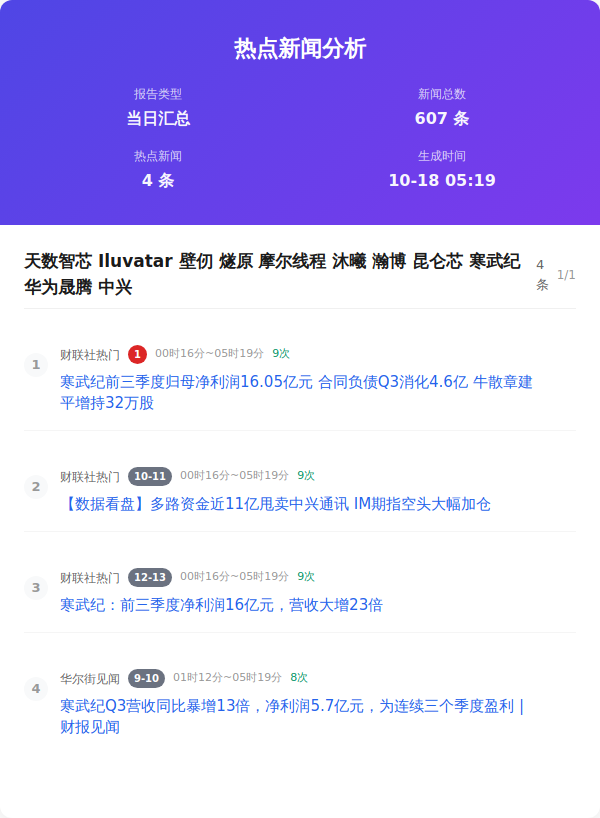 热点新闻分析
报告类型
新闻总数
当日汇总
607 条
热点新闻
生成时间
4 条
10-18 05:19
天数智芯 Iluvatar 壁仞 燧原 摩尔线程 沐曦 瀚博 昆仑芯 寒武纪
华为晟腾 中兴
4
条
1/1
1
财联社热门 1 00时16分~05时19分 9次
寒武纪前三季度归母净利润16.05亿元 合同负债Q3消化4.6亿 牛散章建
平增持32万股
2
财联社热门 10-11 00时16分~05时19分 9次
【数据看盘】多路资金近11亿甩卖中兴通讯 IM期指空头大幅加仓
3
财联社热门 12-13 00时16分~05时19分 9次
寒武纪：前三季度净利润16亿元，营收大增23倍
4
华尔街见闻 9-10 01时12分~05时19分 8次
寒武纪Q3营收同比暴增13倍，净利润5.7亿元，为连续三个季度盈利 |
财报见闻